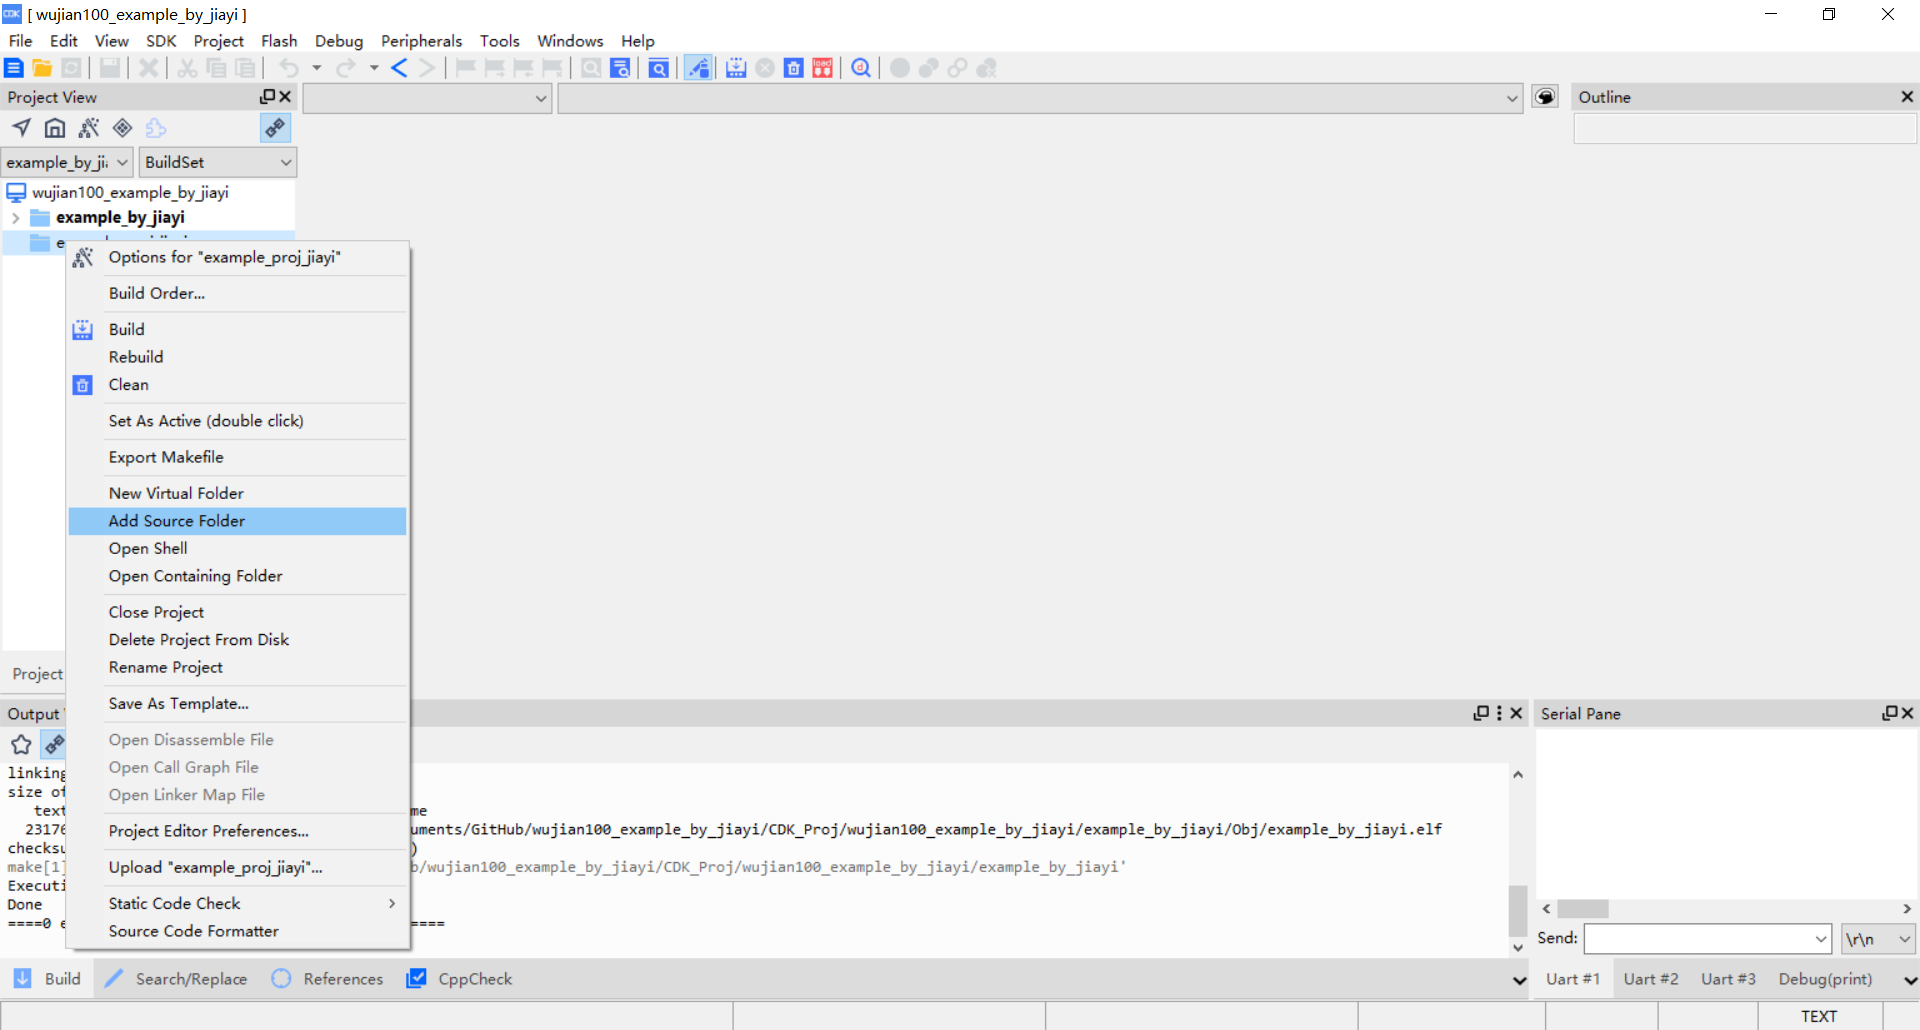 CDK [ wujian100_example_by_jiayi ]
File Edit View SDK Project Flash Debug Peripherals Tools Windows Help
Project View
Outline
BuildSet
wujian100_example_by_jiayi
example_by_jiayi
Options for "example_proj_jiayi"
Build Order...
Build
Rebuild
Clean
Set As Active (double click)
Export Makefile
New Virtual Folder
Add Source Folder
Open Shell
Open Containing Folder
Close Project
Delete Project From Disk
Rename Project
Save As Template...
Open Disassemble File
Open Call Graph File
Open Linker Map File
Project Editor Preferences...
Upload "example_proj_jiayi"...
Static Code Check
Source Code Formatter
Project
Output
linking
size of
text me
23176 uments/GitHub/wujian100_example_by_jiayi/CDK_Proj/wujian100_example_by_jiayi/example_by_jiayi/Obj/example_by_jiayi.elf
checksu )
make[1] b/wujian100_example_by_jiayi/CDK_Proj/wujian100_example_by_jiayi/example_by_jiayi'
Executi
Done
====0 e ====
Build Search/Replace References CppCheck
Serial Pane
Send: \r\n
Uart #1 Uart #2 Uart #3 Debug(print)
TEXT